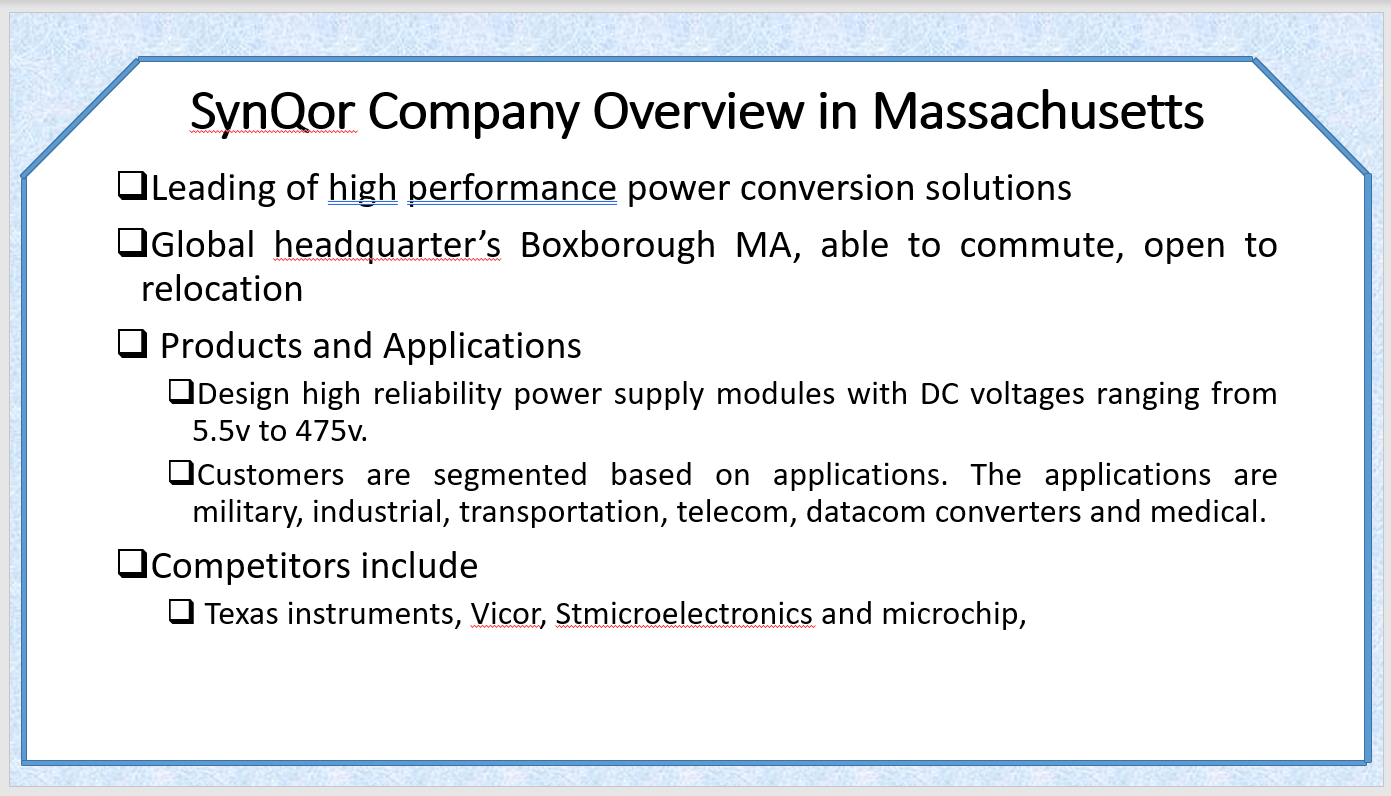 SynQor Company Overview in Massachusetts
❑Leading of high performance power conversion solutions
❑Global headquarter’s Boxborough MA, able to commute, open to
relocation
❑ Products and Applications
❑Design high reliability power supply modules with DC voltages ranging from
5.5v to 475v.
❑Customers are segmented based on applications. The applications are
military, industrial, transportation, telecom, datacom converters and medical.
❑Competitors include
❑ Texas instruments, Vicor, Stmicroelectronics and microchip,